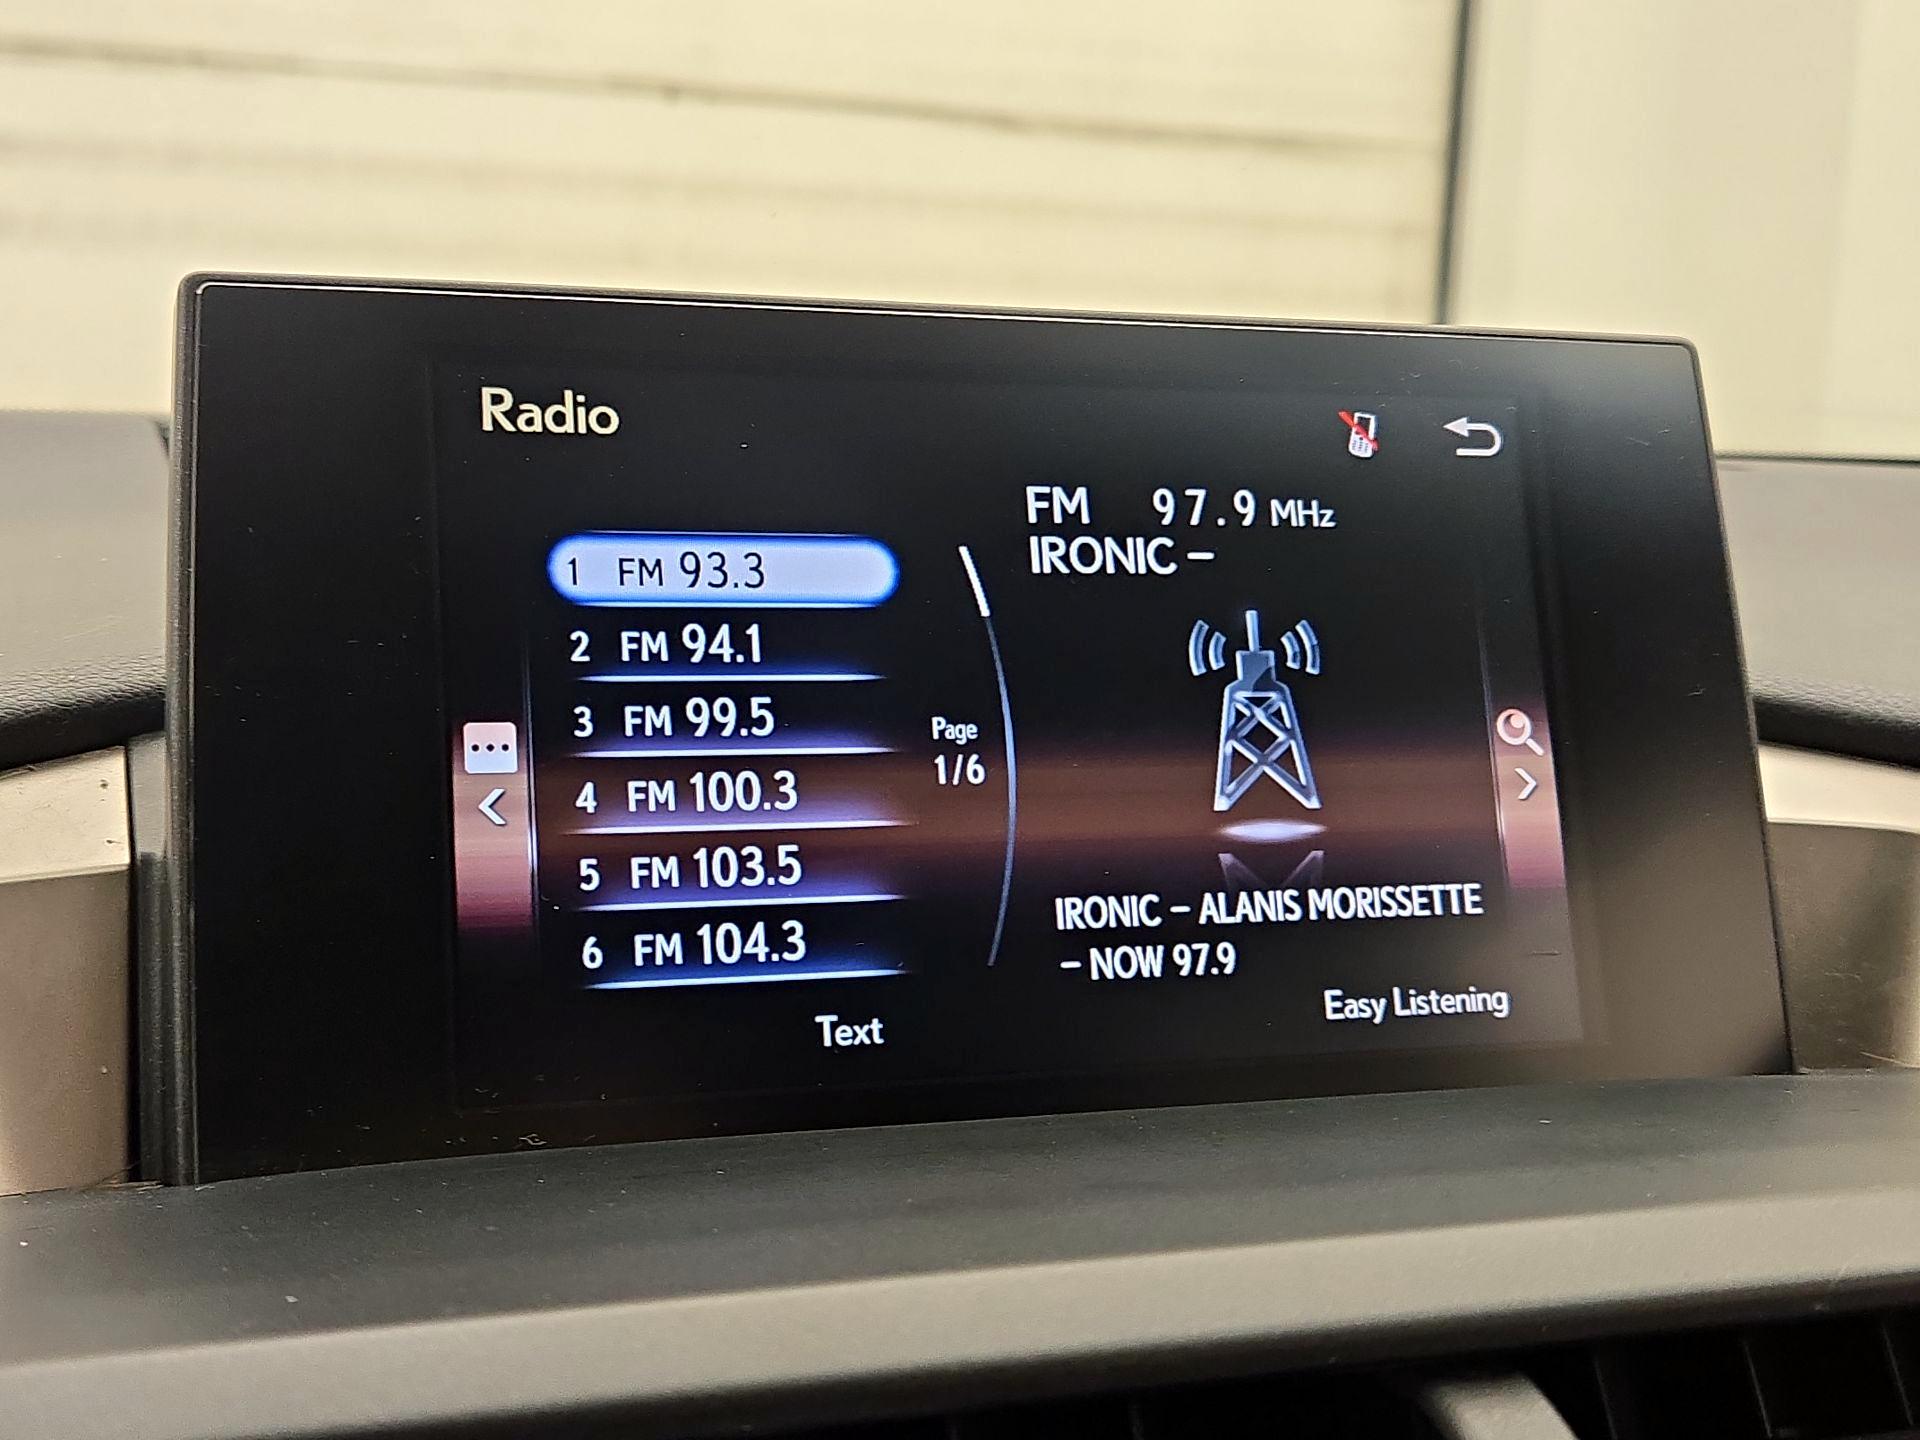 Radio
1 FM 93.3
2 FM 94.1
3 FM 99.5
4 FM 100.3
5 FM 103.5
6 FM 104.3
Page
1/6
Text
FM 97.9 MHz
IRONIC –
IRONIC – ALANIS MORISSETTE
– NOW 97.9
Easy Listening